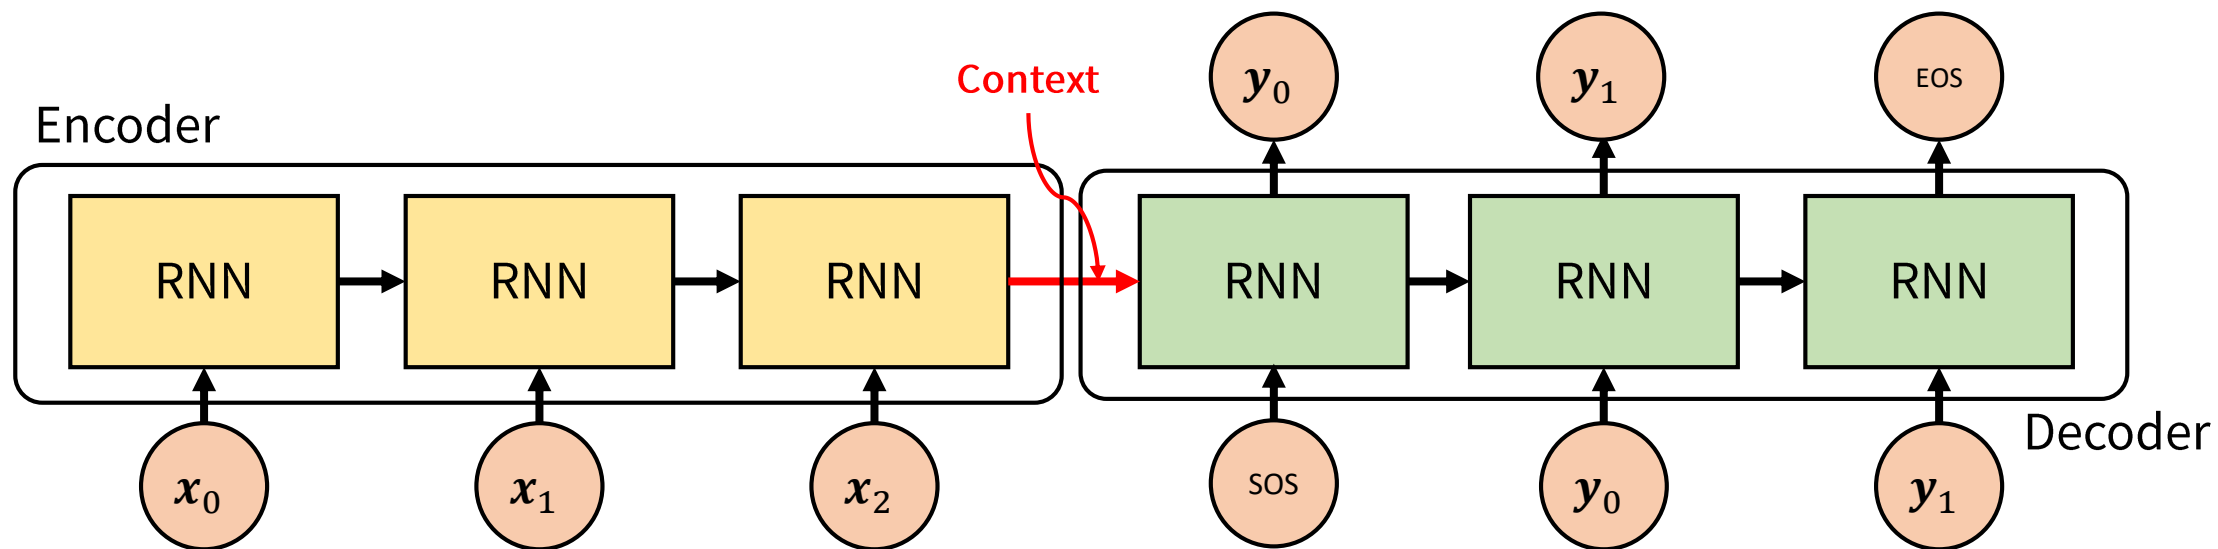 Context
y₀ y₁ EOS
Encoder
RNN RNN RNN RNN RNN RNN
Decoder
x₀ x₁ x₂ SOS y₀ y₁